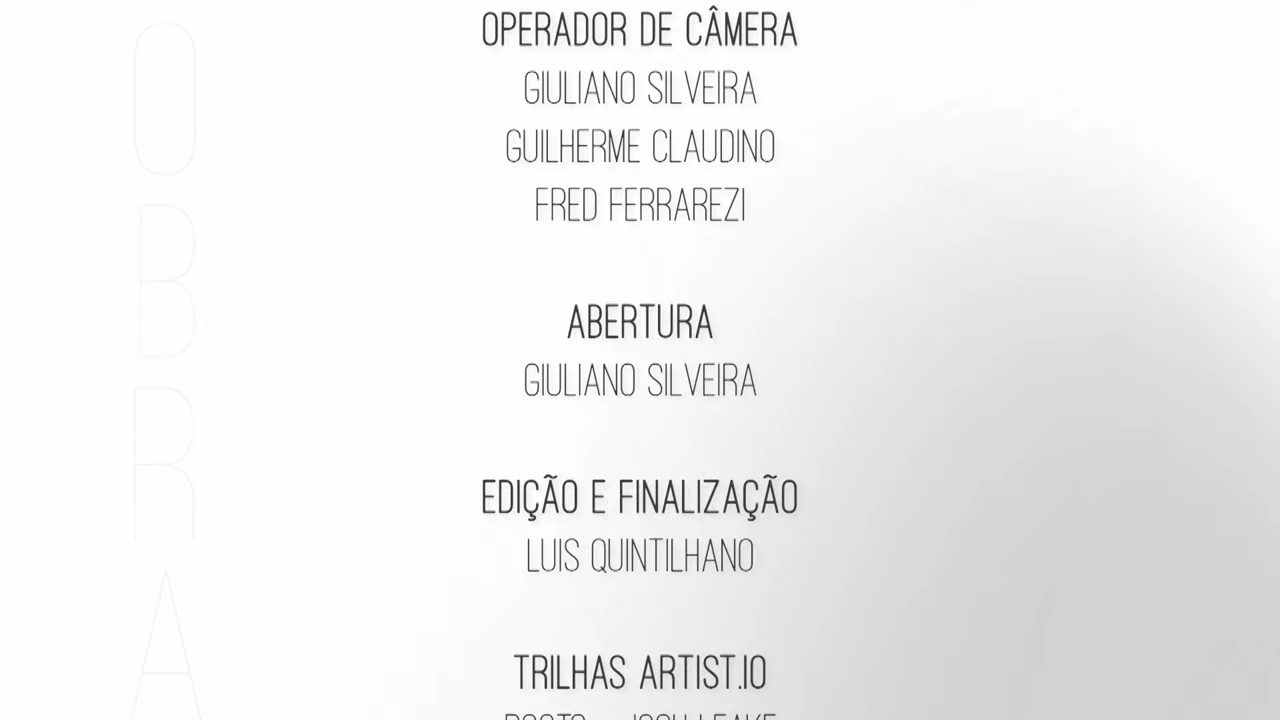 OPERADOR DE CÂMERA
GIULIANO SILVEIRA
GUILHERME CLAUDINO
FRED FERRAREZI
ABERTURA
GIULIANO SILVEIRA
EDIÇÃO E FINALIZAÇÃO
LUIS QUINTILHANO
TRILHAS ARTIST.IO
OBRA